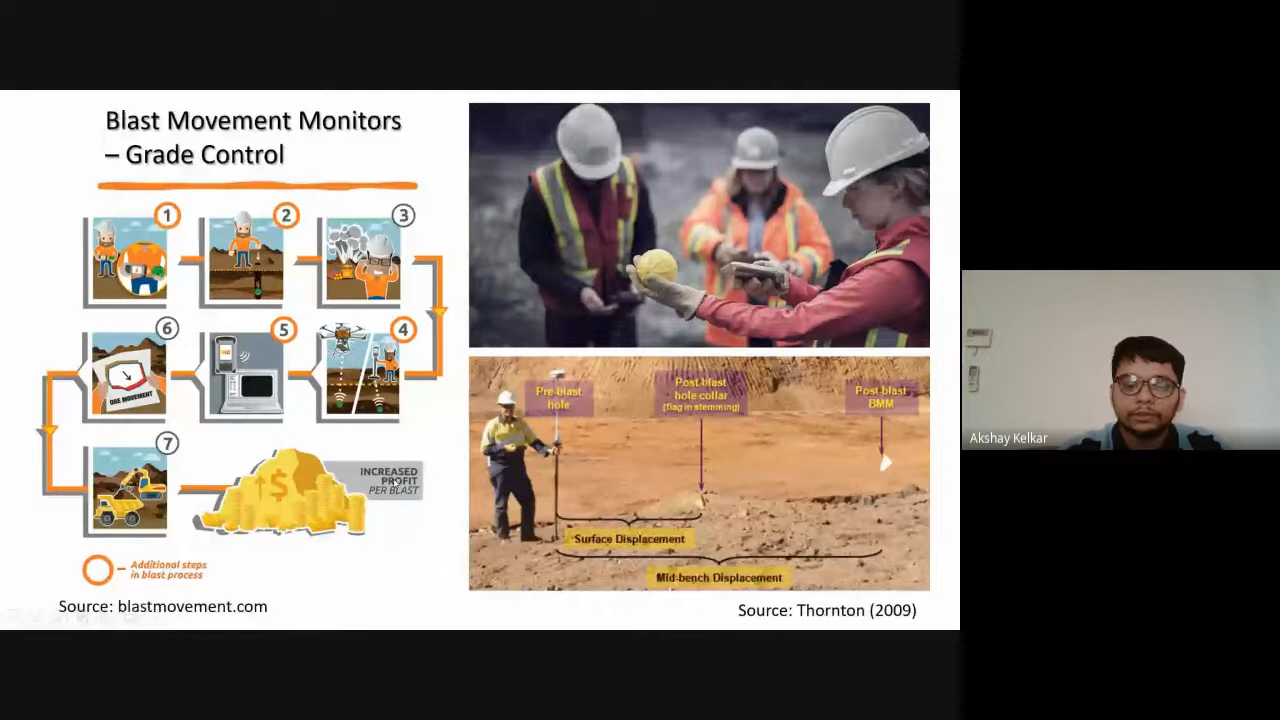 Blast Movement Monitors
– Grade Control
1
2
3
6
5
4
ORE MOVEMENT
7
$
INCREASED
PROFIT
PER BLAST
Additional steps
in blast process
Source: blastmovement.com
Pre-blast
hole
Post-blast
hole collar
(flag in stemming)
Post-blast
BMM
Surface Displacement
Mid-bench Displacement
Source: Thornton (2009)
Akshay Kelkar